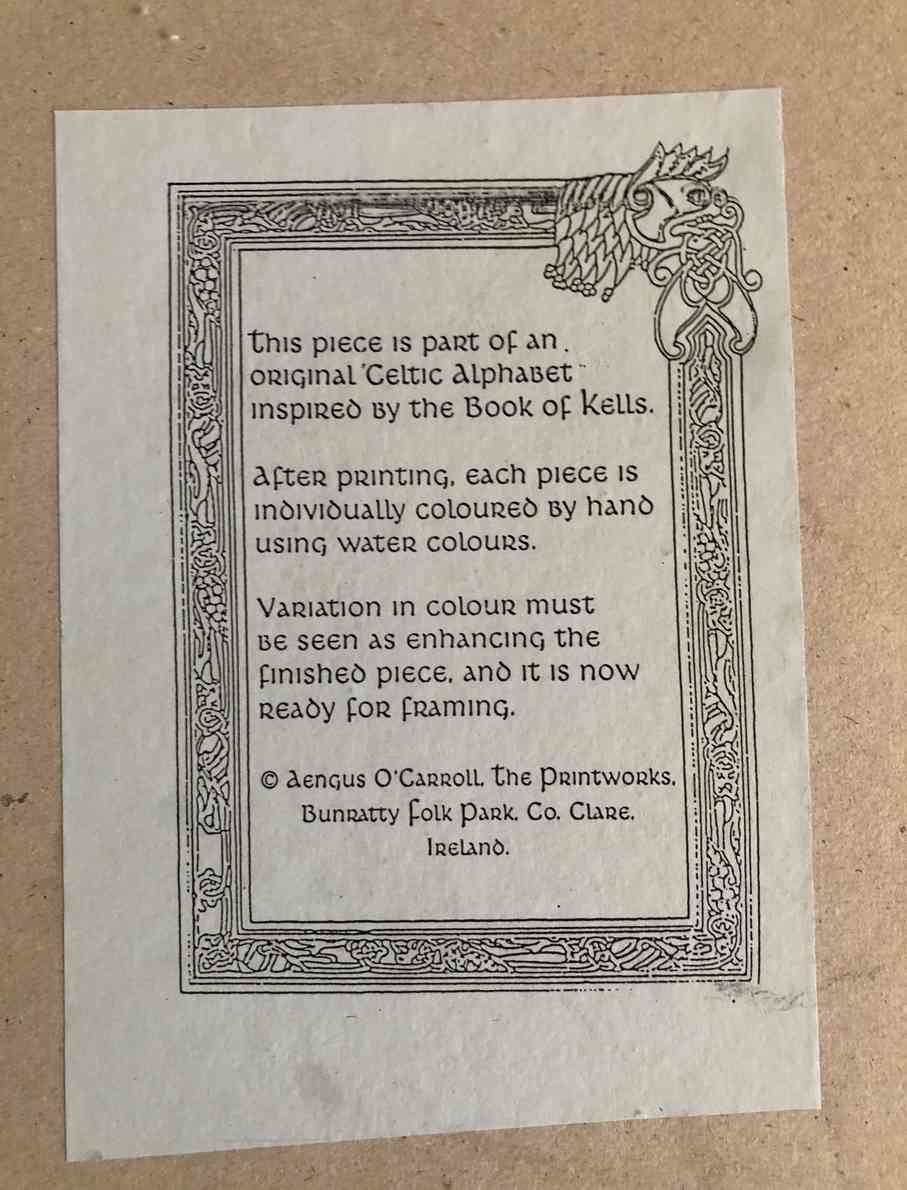 This piece is part of an
original 'Celtic Alphabet'
inspired by the Book of Kells.
After printing, each piece is
individually coloured by hand
using water colours.
Variation in colour must
be seen as enhancing the
finished piece, and it is now
ready for framing.
© Aengus O'Carroll, The Printworks,
Bunratty Folk Park, Co. Clare,
Ireland.